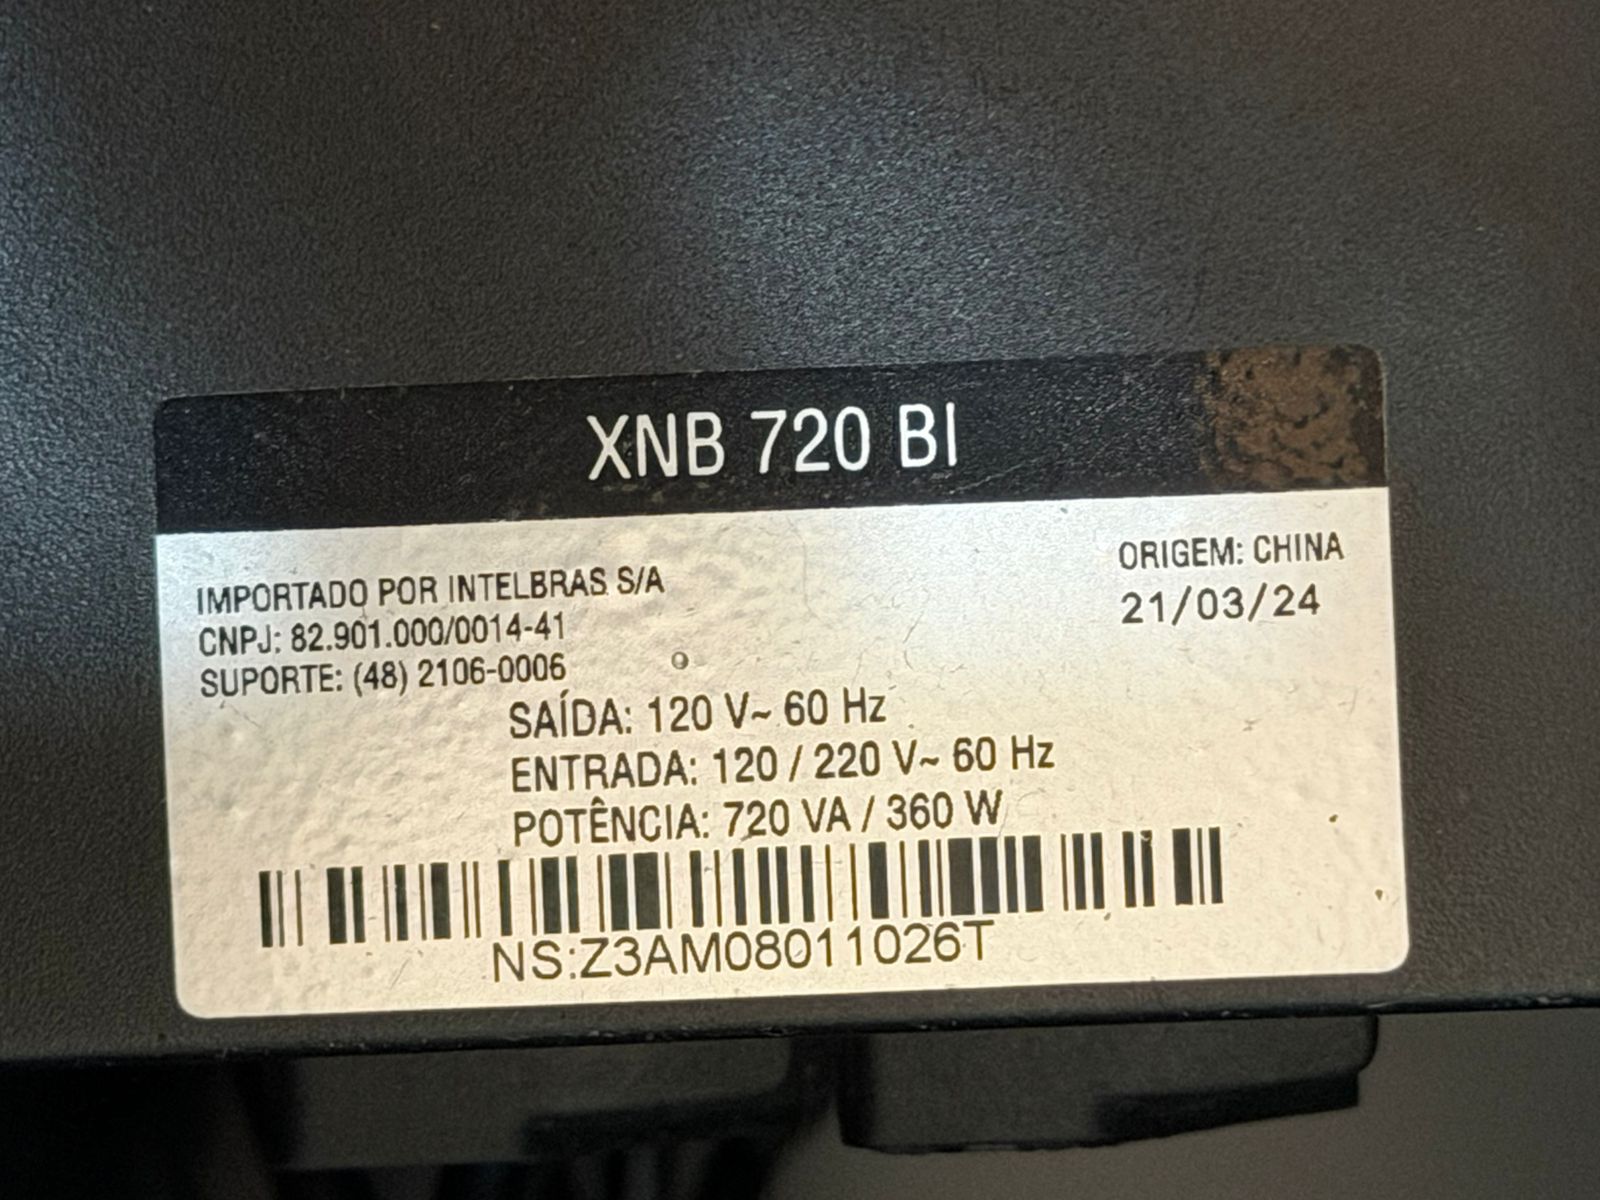 XNB 720 BI
IMPORTADO POR INTELBRAS S/A
CNPJ: 82.901.000/0014-41
SUPORTE: (48) 2106-0006
ORIGEM: CHINA
21/03/24
SAÍDA: 120 V~ 60 Hz
ENTRADA: 120 / 220 V~ 60 Hz
POTÊNCIA: 720 VA / 360 W
NS:Z3AM08011026T